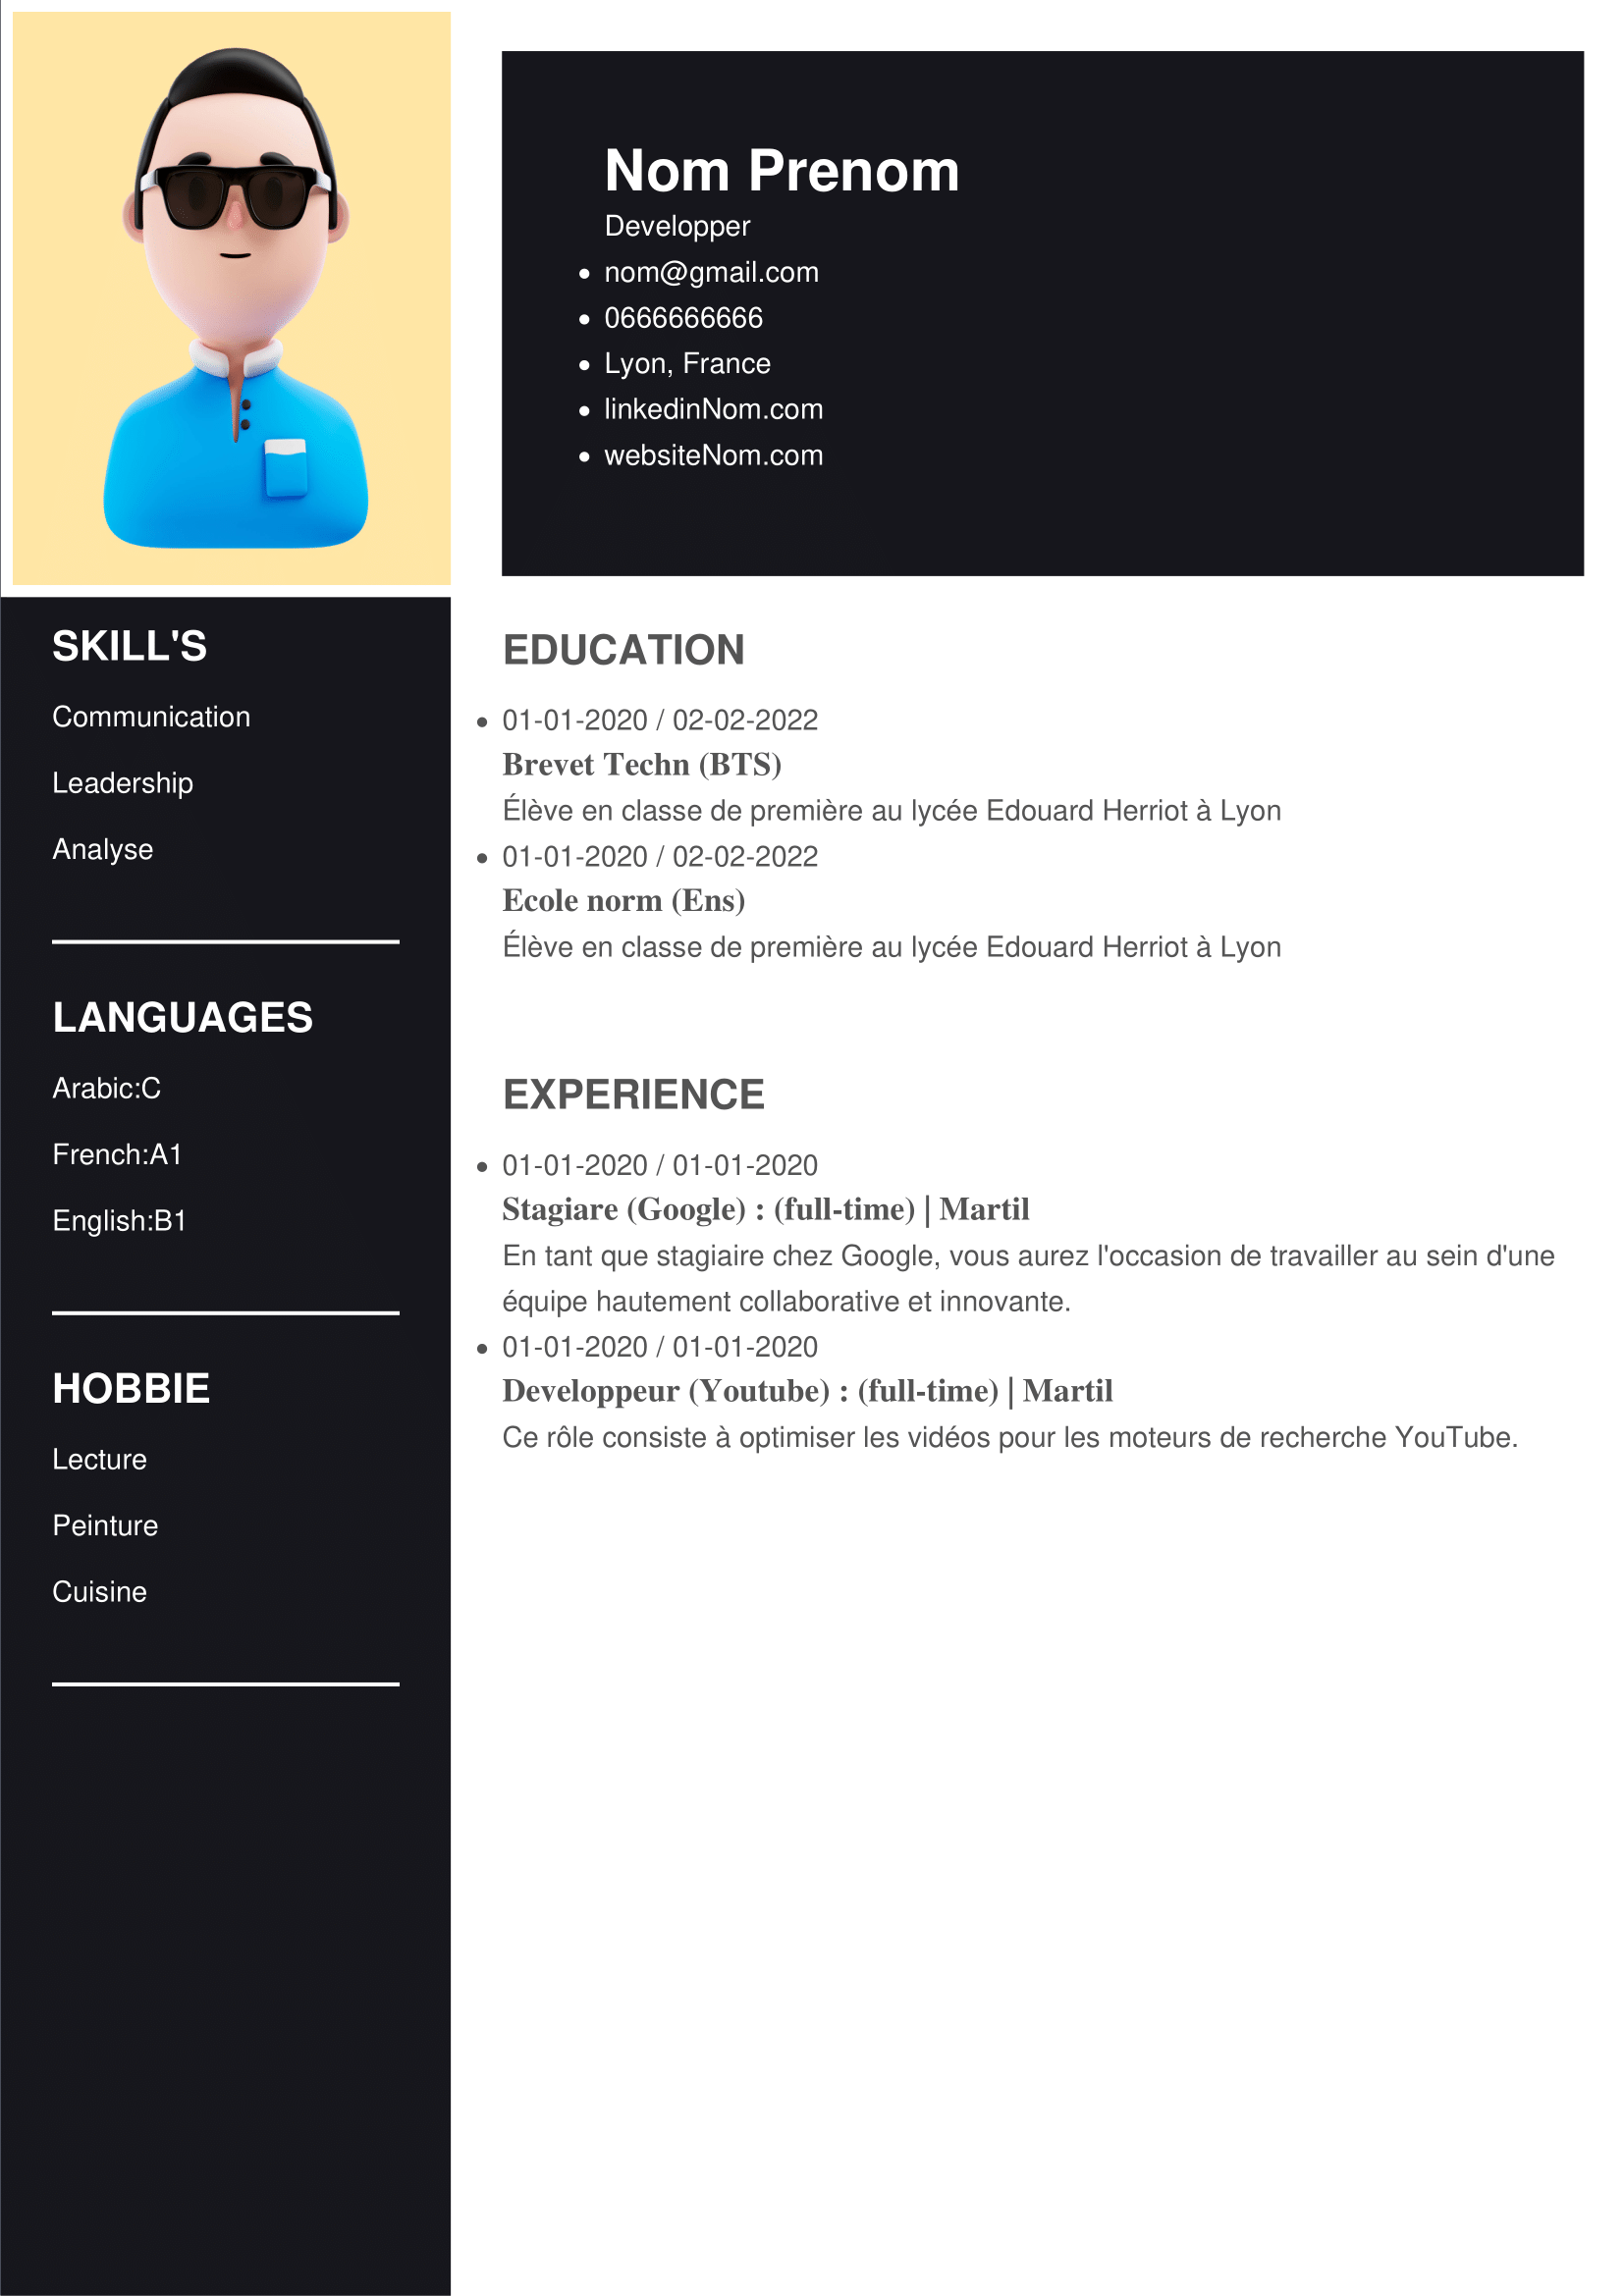 Nom Prenom
Developper
nom@gmail.com
0666666666
Lyon, France
linkedinNom.com
websiteNom.com
SKILL'S
Communication
Leadership
Analyse
LANGUAGES
Arabic:C
French:A1
English:B1
HOBBIE
Lecture
Peinture
Cuisine
EDUCATION
01-01-2020 / 02-02-2022
Brevet Techn (BTS)
Élève en classe de première au lycée Edouard Herriot à Lyon
01-01-2020 / 02-02-2022
Ecole norm (Ens)
Élève en classe de première au lycée Edouard Herriot à Lyon
EXPERIENCE
01-01-2020 / 01-01-2020
Stagiare (Google) : (full-time) | Martil
En tant que stagiaire chez Google, vous aurez l'occasion de travailler au sein d'une
équipe hautement collaborative et innovante.
01-01-2020 / 01-01-2020
Developpeur (Youtube) : (full-time) | Martil
Ce rôle consiste à optimiser les vidéos pour les moteurs de recherche YouTube.